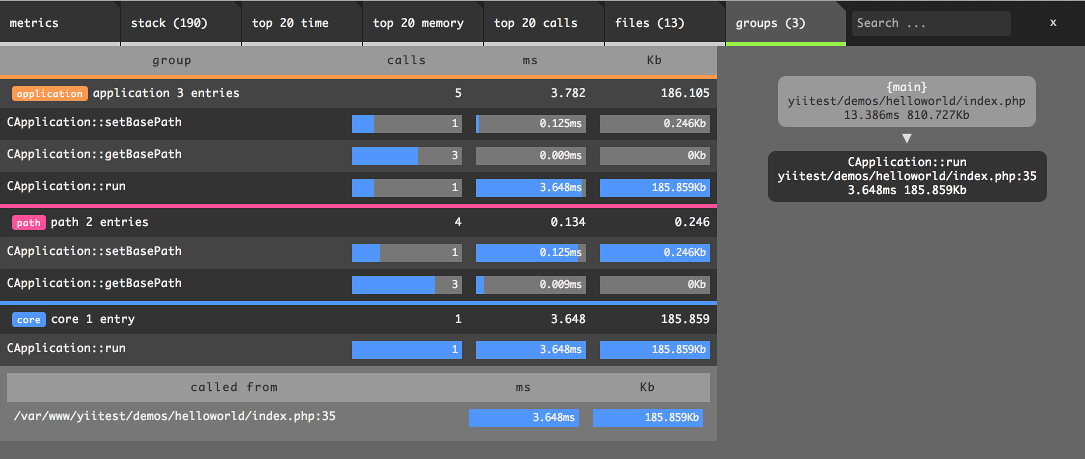 metrics stack (190) top 20 time top 20 memory top 20 calls files (13) groups (3) Search ... x
group calls ms Kb
application application 3 entries 5 3.782 186.105
CApplication::setBasePath 1 0.125ms 0.246Kb
CApplication::getBasePath 3 0.009ms 0Kb
CApplication::run 1 3.648ms 185.859Kb
path path 2 entries 4 0.134 0.246
CApplication::setBasePath 1 0.125ms 0.246Kb
CApplication::getBasePath 3 0.009ms 0Kb
core core 1 entry 1 3.648 185.859
CApplication::run 1 3.648ms 185.859Kb
called from ms Kb
/var/www/yiitest/demos/helloworld/index.php:35 3.648ms 185.859Kb
{main}
yiitest/demos/helloworld/index.php
13.386ms 810.727Kb
CApplication::run
yiitest/demos/helloworld/index.php:35
3.648ms 185.859Kb